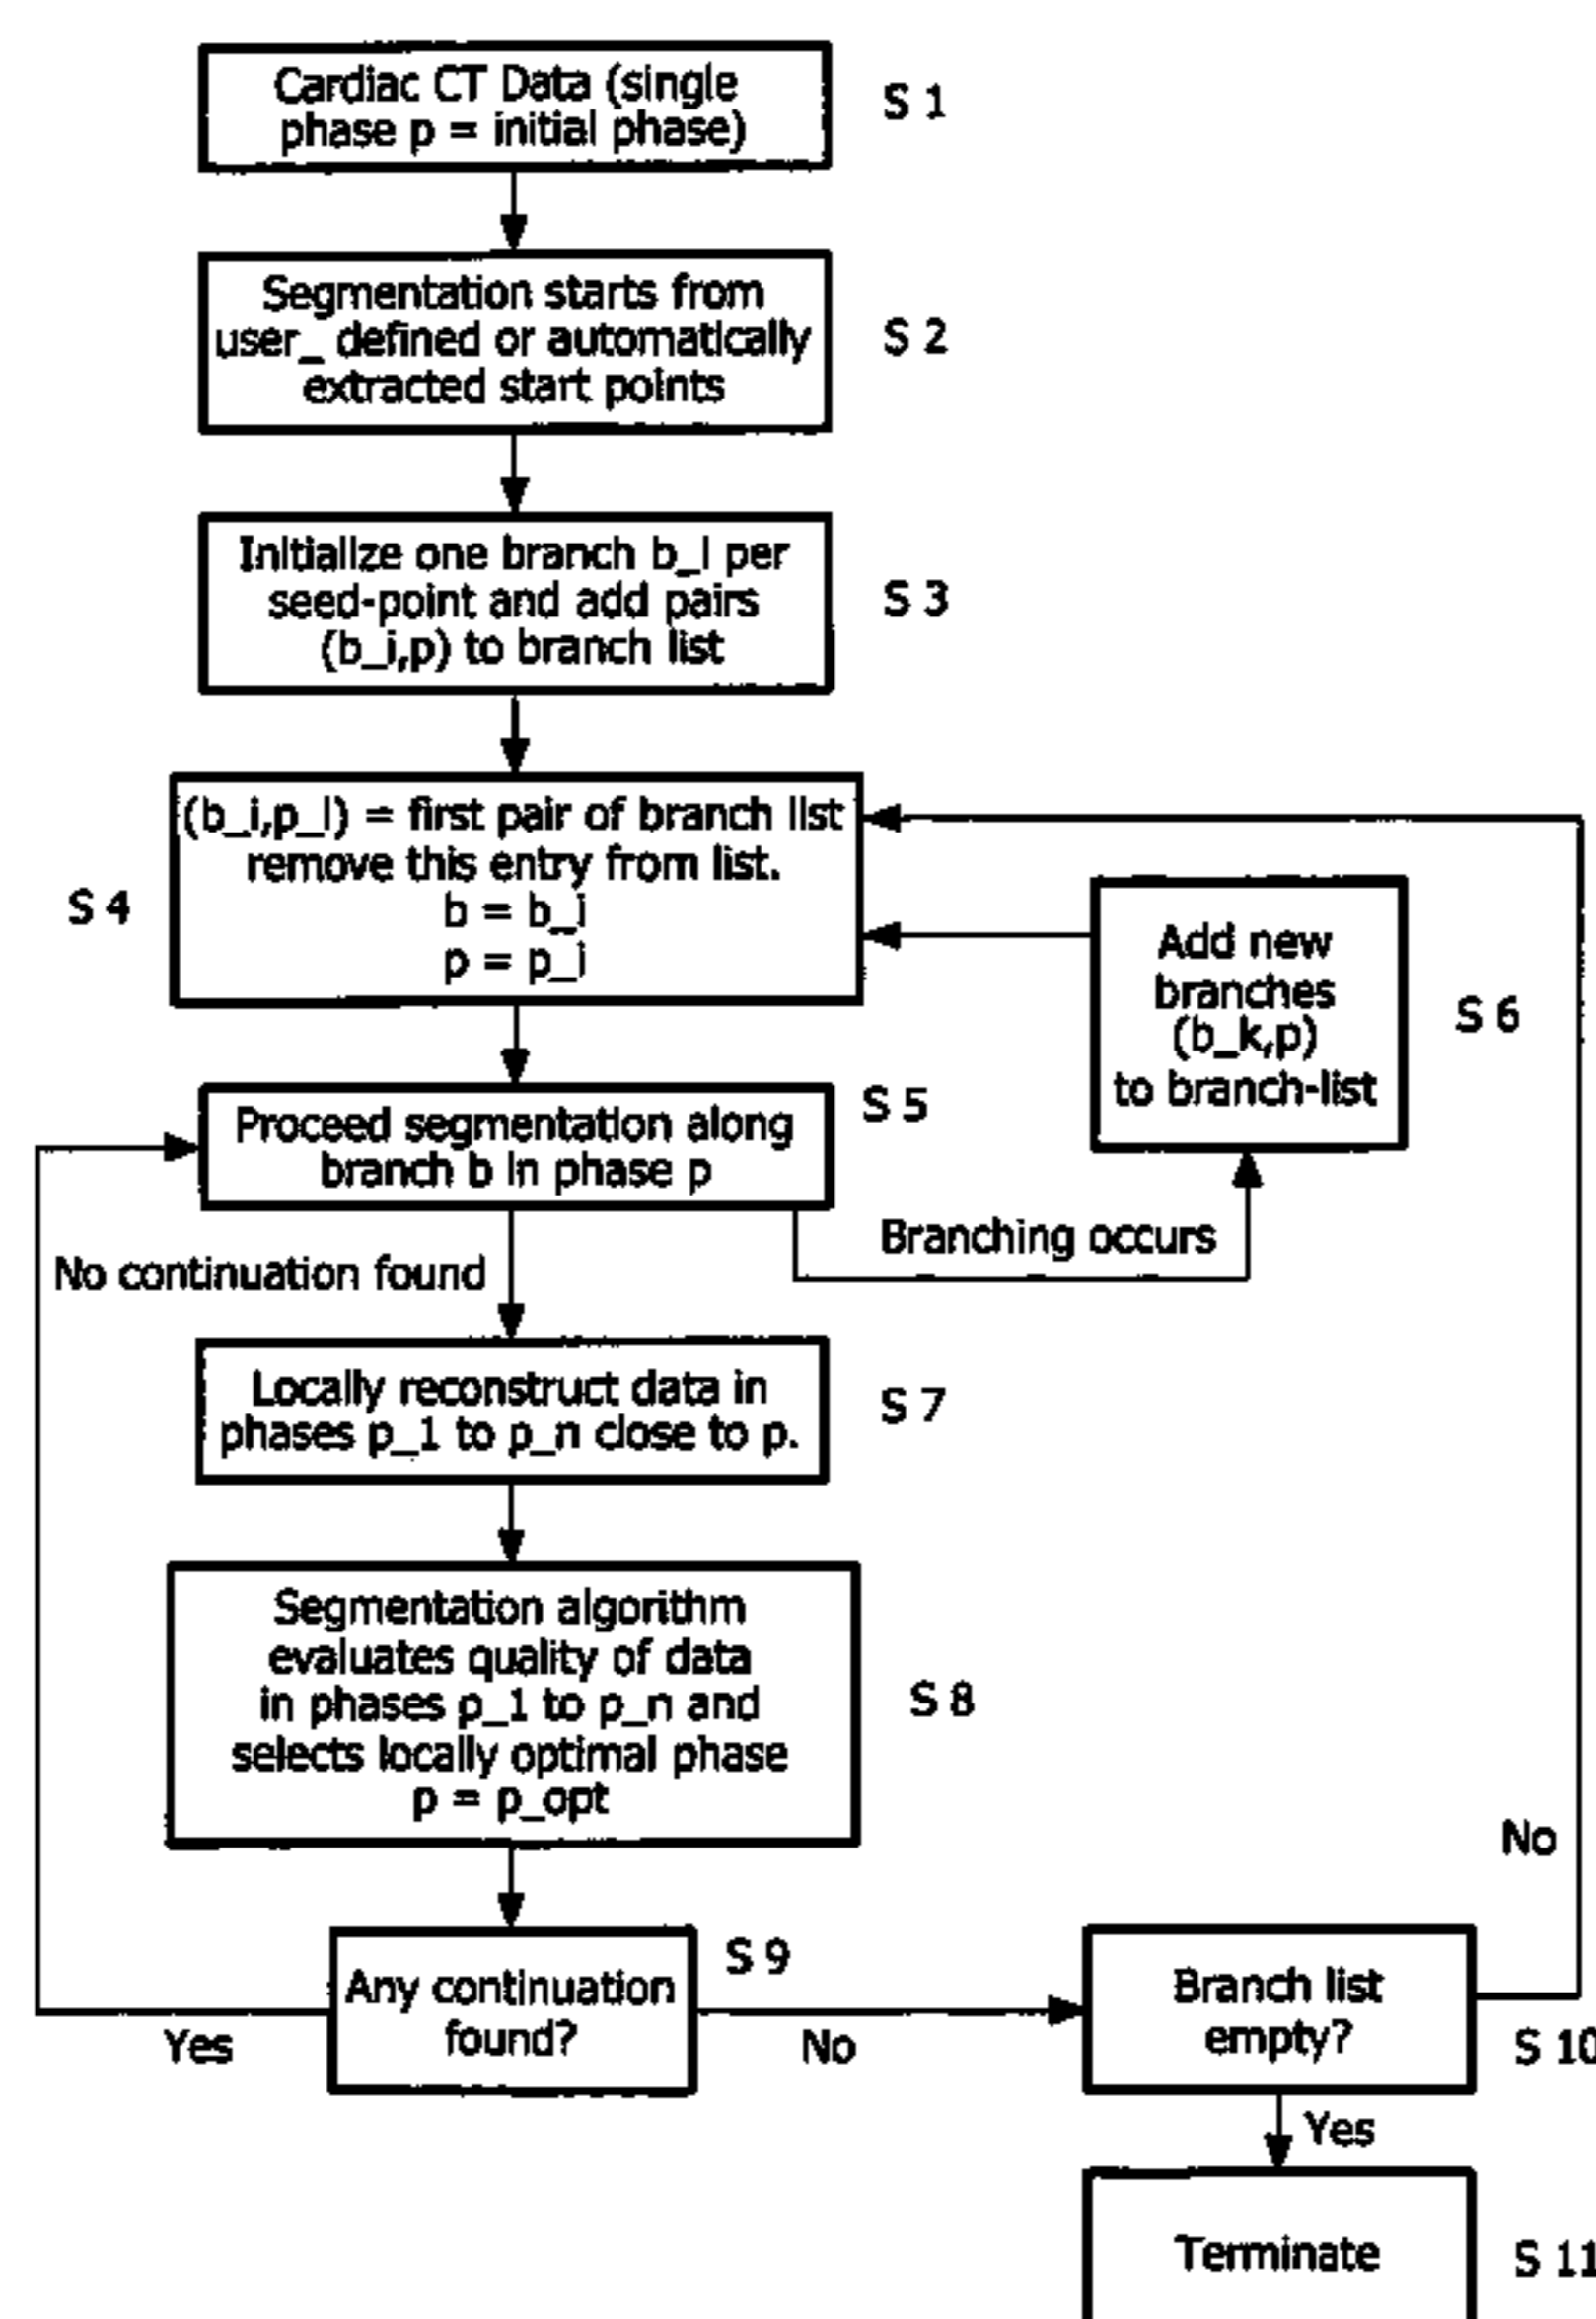 Cardiac CT Data (single
phase p = initial phase)
S 1
Segmentation starts from
user_ defined or automatically
extracted start points
S 2
Initialize one branch b_i per
seed-point and add pairs
(b_i,p) to branch list
S 3
(b_i,p_i) = first pair of branch list
remove this entry from list.
b = b_i
p = p_i
S 4
Add new
branches
(b_k,p)
to branch-list
S 6
Proceed segmentation along
branch b in phase p
S 5
Branching occurs
No continuation found
Locally reconstruct data in
phases p_1 to p_n close to p.
S 7
Segmentation algorithm
evaluates quality of data
in phases p_1 to p_n and
selects locally optimal phase
p = p_opt
S 8
No
Any continuation
found?
S 9
Yes
No
Branch list
empty?
S 10
Yes
Terminate
S 11